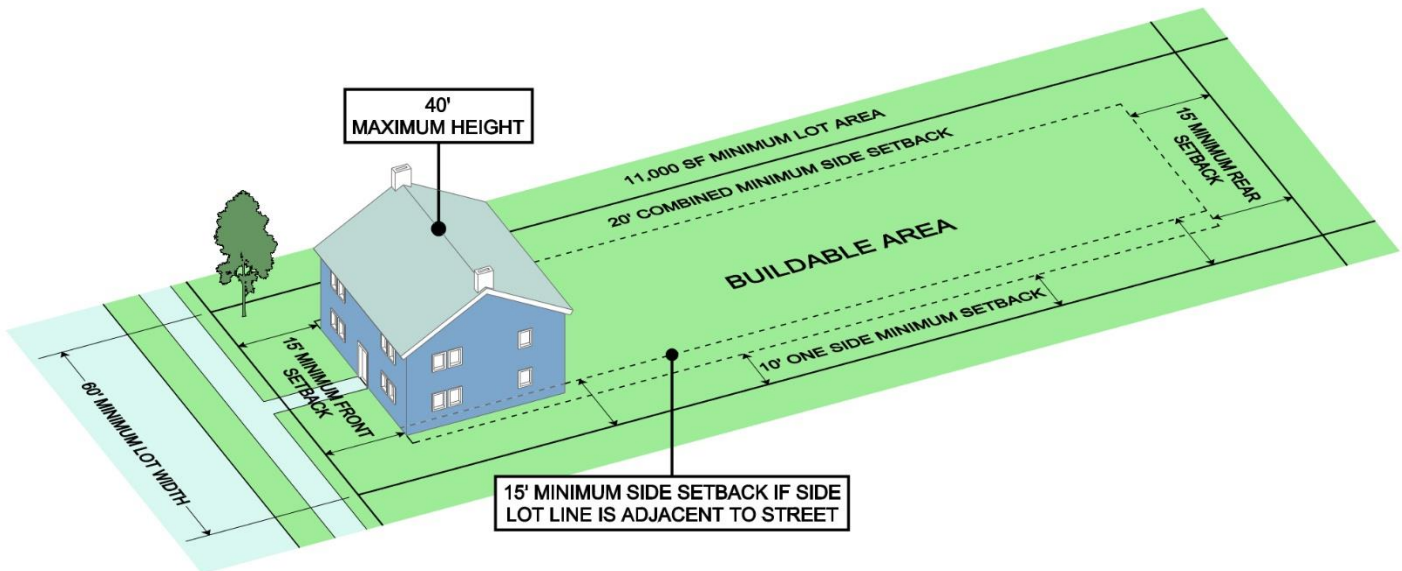 40'
MAXIMUM HEIGHT
11,000 SF MINIMUM LOT AREA
20' COMBINED MINIMUM SIDE SETBACK
15' MINIMUM REAR
SETBACK
BUILDABLE AREA
10' ONE SIDE MINIMUM SETBACK
15' MINIMUM FRONT
SETBACK
60' MINIMUM LOT WIDTH
15' MINIMUM SIDE SETBACK IF SIDE
LOT LINE IS ADJACENT TO STREET